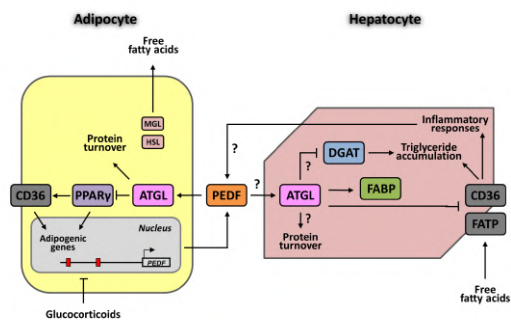 Adipocyte
Hepatocyte
Free
fatty acids
MGL
HSL
Protein
turnover
CD36
PPARγ
ATGL
PEDF
?
?
Nucleus
Adipogenic
genes
PEDF
Glucocorticoids
Inflammatory
responses
DGAT
Triglyceride
accumulation
?
ATGL
FABP
CD36
?
Protein
turnover
FATP
Free
fatty acids